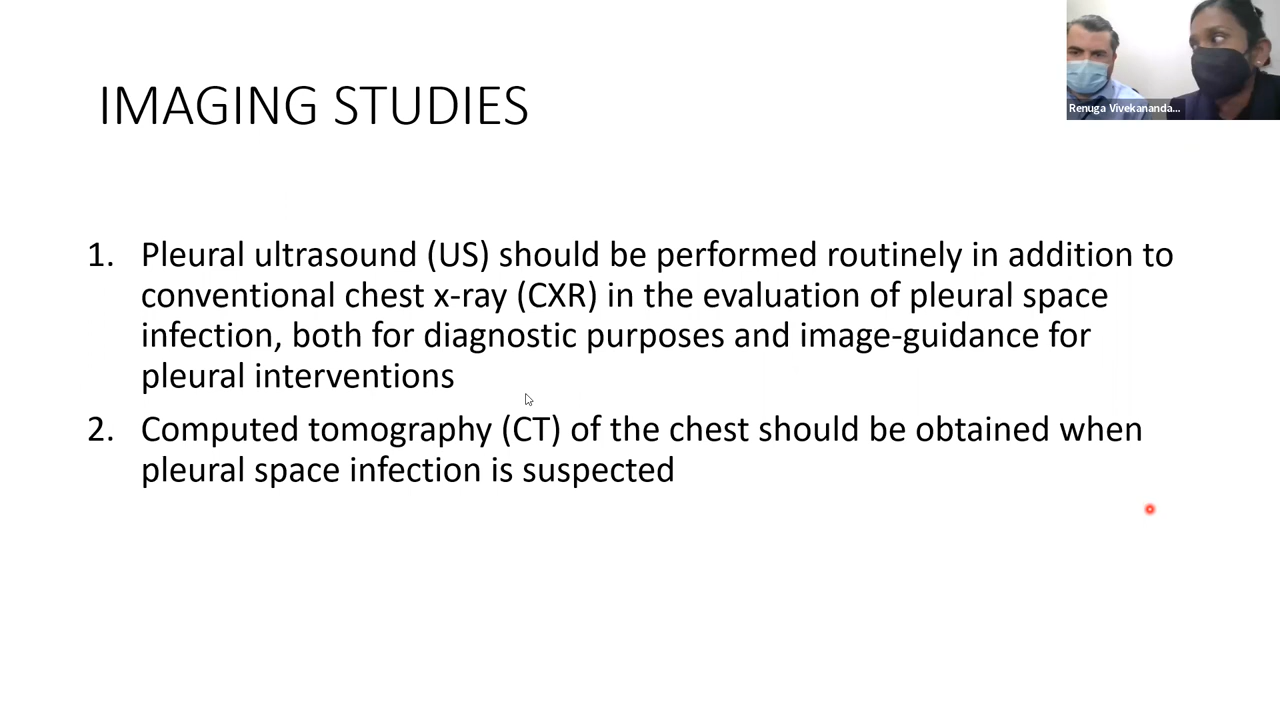 IMAGING STUDIES
Renuga Vivekananda...
1. Pleural ultrasound (US) should be performed routinely in addition to
conventional chest x-ray (CXR) in the evaluation of pleural space
infection, both for diagnostic purposes and image-guidance for
pleural interventions
2. Computed tomography (CT) of the chest should be obtained when
pleural space infection is suspected